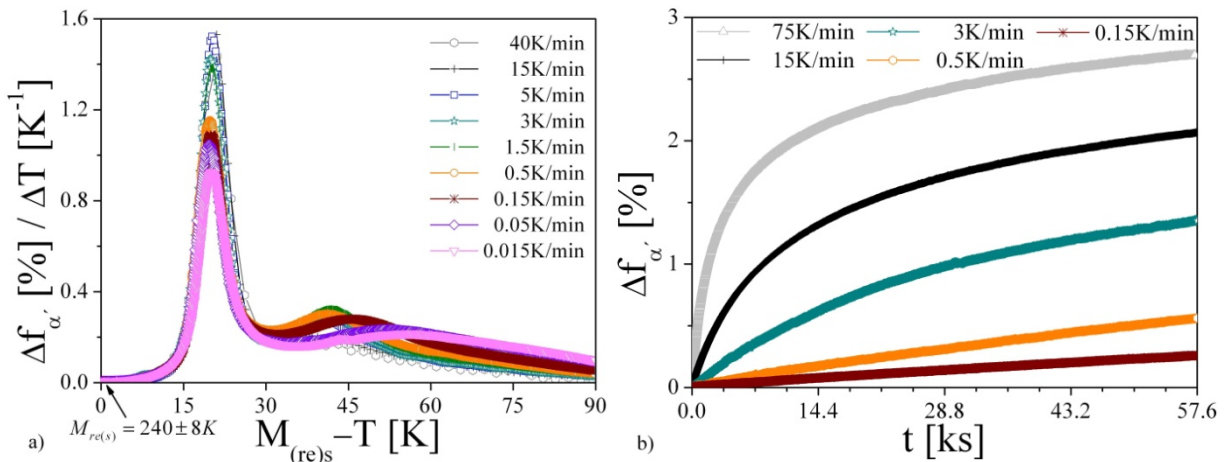 Δf_α′ [%] / ΔT [K⁻¹]
1.6
1.2
0.8
0.4
0.0
40K/min
15K/min
5K/min
3K/min
1.5K/min
0.5K/min
0.15K/min
0.05K/min
0.015K/min
0 15 30 45 60 75 90
M_re(s) = 240±8K
M_(re)s–T [K]
a)
Δf_α′ [%]
3
2
1
0
75K/min 3K/min 0.15K/min
15K/min 0.5K/min
0.0 14.4 28.8 43.2 57.6
t [ks]
b)